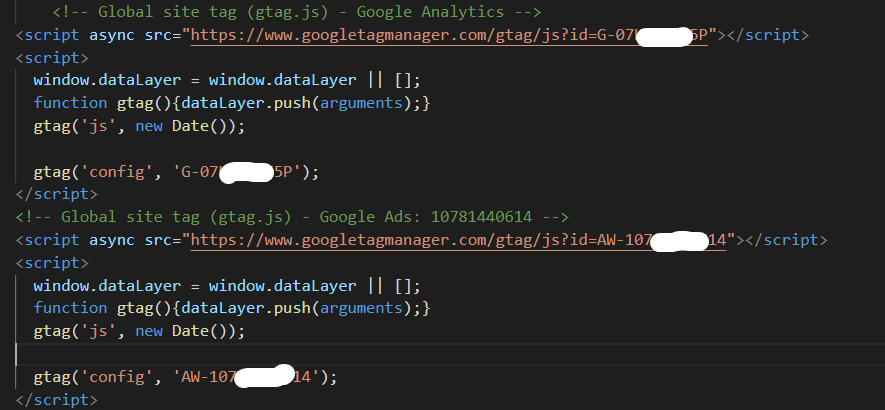 <!-- Global site tag (gtag.js) - Google Analytics -->
<script async src="https://www.googletagmanager.com/gtag/js?id=G-07 5P"></script>
<script>
window.dataLayer = window.dataLayer || [];
function gtag(){dataLayer.push(arguments);}
gtag('js', new Date());
gtag('config', 'G-07 5P');
</script>
<!-- Global site tag (gtag.js) - Google Ads: 10781440614 -->
<script async src="https://www.googletagmanager.com/gtag/js?id=AW-107 14"></script>
<script>
window.dataLayer = window.dataLayer || [];
function gtag(){dataLayer.push(arguments);}
gtag('js', new Date());
gtag('config', 'AW-107 14');
</script>